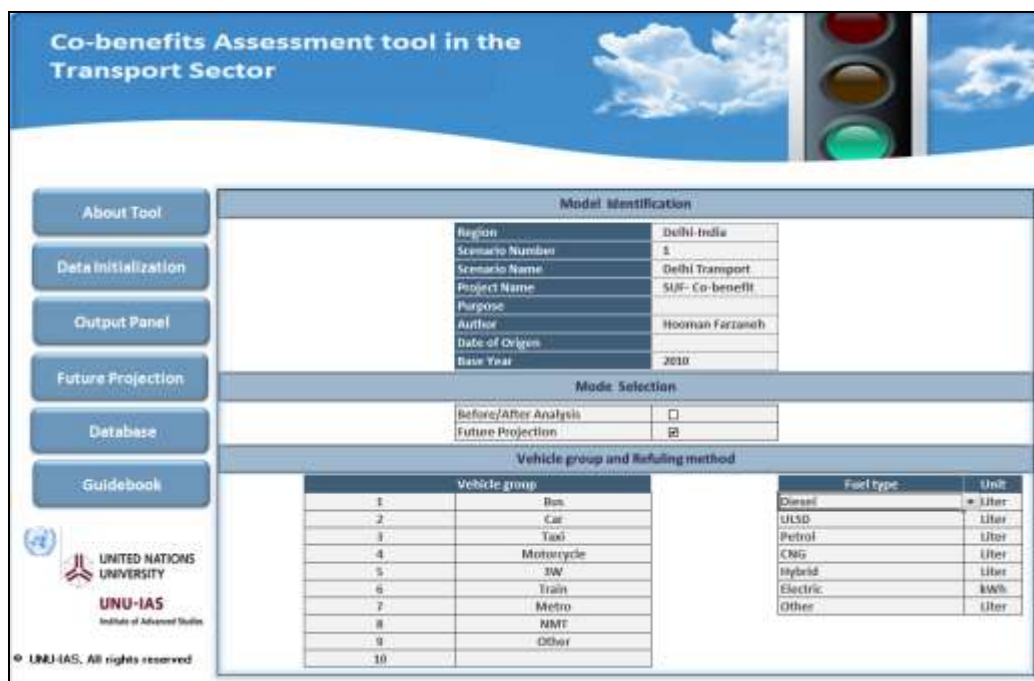 Co-benefits Assessment tool in the
Transport Sector
About Tool
Data Initialization
Output Panel
Future Projection
Database
Guidebook
UNITED NATIONS
UNIVERSITY
UNU-IAS
Institute of Advanced Studies
© UNU-IAS, All rights reserved
Model Identification
Region Delhi-India
Scenario Number 1
Scenario Name Delhi Transport
Project Name SUF- Co-benefit
Purpose
Author Hooman Farzaneh
Date of Origen
Base Year 2010
Mode Selection
Before/After Analysis
Future Projection
Vehicle group and Refuling method
Vehicle group
1 Bus
2 Car
3 Taxi
4 Motorcycle
5 3W
6 Train
7 Metro
8 NMT
9 Other
10
Fuel type Unit
Diesel Liter
ULSD Liter
Petrol Liter
CNG Liter
Hybrid Liter
Electric kWh
Other Liter